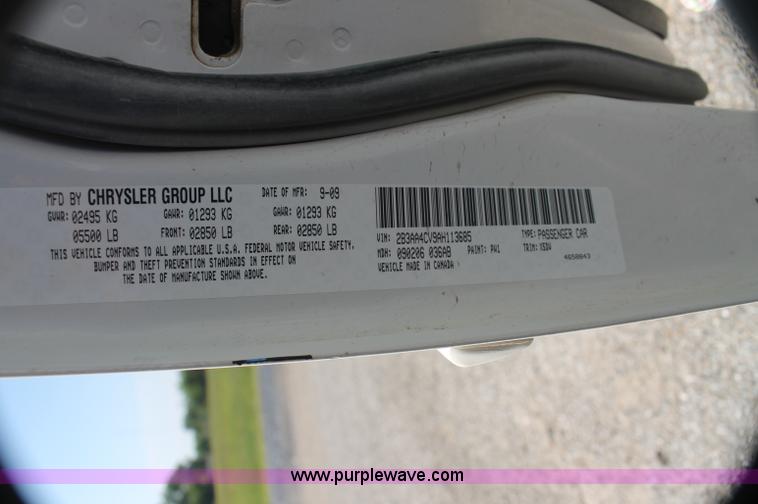 MFD BY CHRYSLER GROUP LLC DATE OF MFR: 9-09
GVWR: 02495 KG GAWR: 01293 KG GAWR: 01293 KG
05500 LB FRONT: 02850 LB REAR: 02850 LB
THIS VEHICLE CONFORMS TO ALL APPLICABLE U.S.A. FEDERAL MOTOR VEHICLE SAFETY,
BUMPER AND THEFT PREVENTION STANDARDS IN EFFECT ON
THE DATE OF MANUFACTURE SHOWN ABOVE.
VIN: 2B3AA4CV9AH113685 TYPE: PASSENGER CAR
MDH: 090206 036AB PAINT: PW1 TRIM: X5DV
VEHICLE MADE IN CANADA 4658843
www.purplewave.com